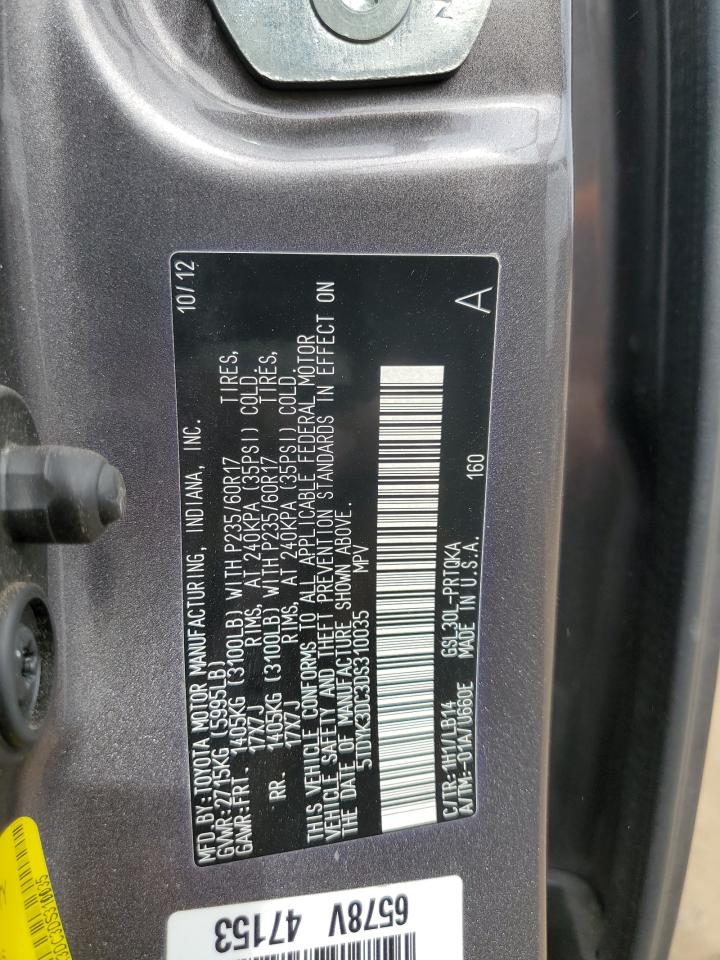 MFD.BY:TOYOTA MOTOR MANUFACTURING, INDIANA, INC. 10/12
GVWR:2715KG (5995LB)
GAWR:FRT. 1405KG (3100LB) WITH P235/60R17 TIRES,
17X7J RIMS, AT 240KPA (35PSI) COLD.
RR. 1405KG (3100LB) WITH P235/60R17 TIRES,
17X7J RIMS, AT 240KPA (35PSI) COLD.
THIS VEHICLE CONFORMS TO ALL APPLICABLE FEDERAL MOTOR
VEHICLE SAFETY AND THEFT PREVENTION STANDARDS IN EFFECT ON
THE DATE OF MANUFACTURE SHOWN ABOVE.
5TDYK3DC3DS310035 MPV
C/TR:1H1/LB14 GSL30L-PRTQKA 160
A/TM:-01A/U660E MADE IN U.S.A. A
6578V 47153